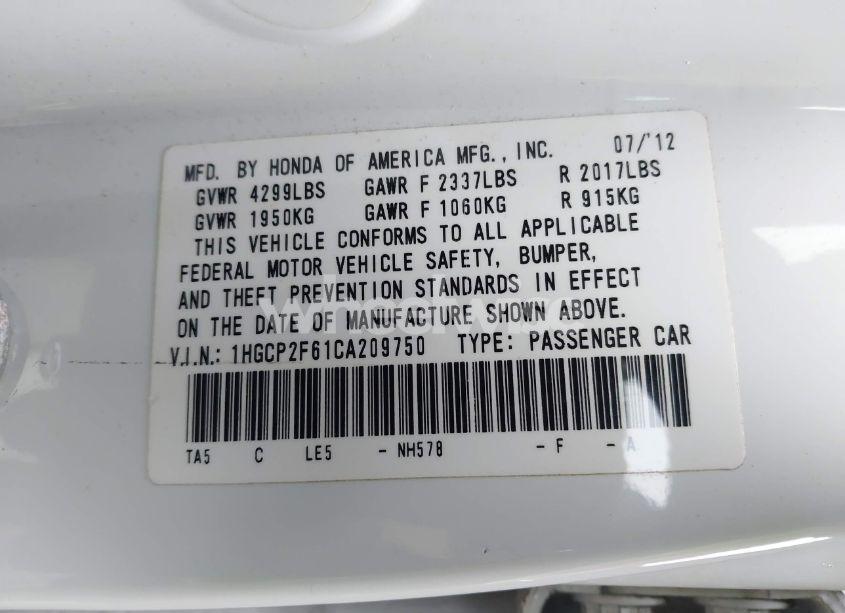 MFD. BY HONDA OF AMERICA MFG., INC. 07/'12
GVWR 4299LBS GAWR F 2337LBS R 2017LBS
GVWR 1950KG GAWR F 1060KG R 915KG
THIS VEHICLE CONFORMS TO ALL APPLICABLE
FEDERAL MOTOR VEHICLE SAFETY, BUMPER,
AND THEFT PREVENTION STANDARDS IN EFFECT
ON THE DATE OF MANUFACTURE SHOWN ABOVE.
V.I.N.: 1HGCP2F61CA209750 TYPE: PASSENGER CAR
TA5 C LE5 - NH578 - F - A